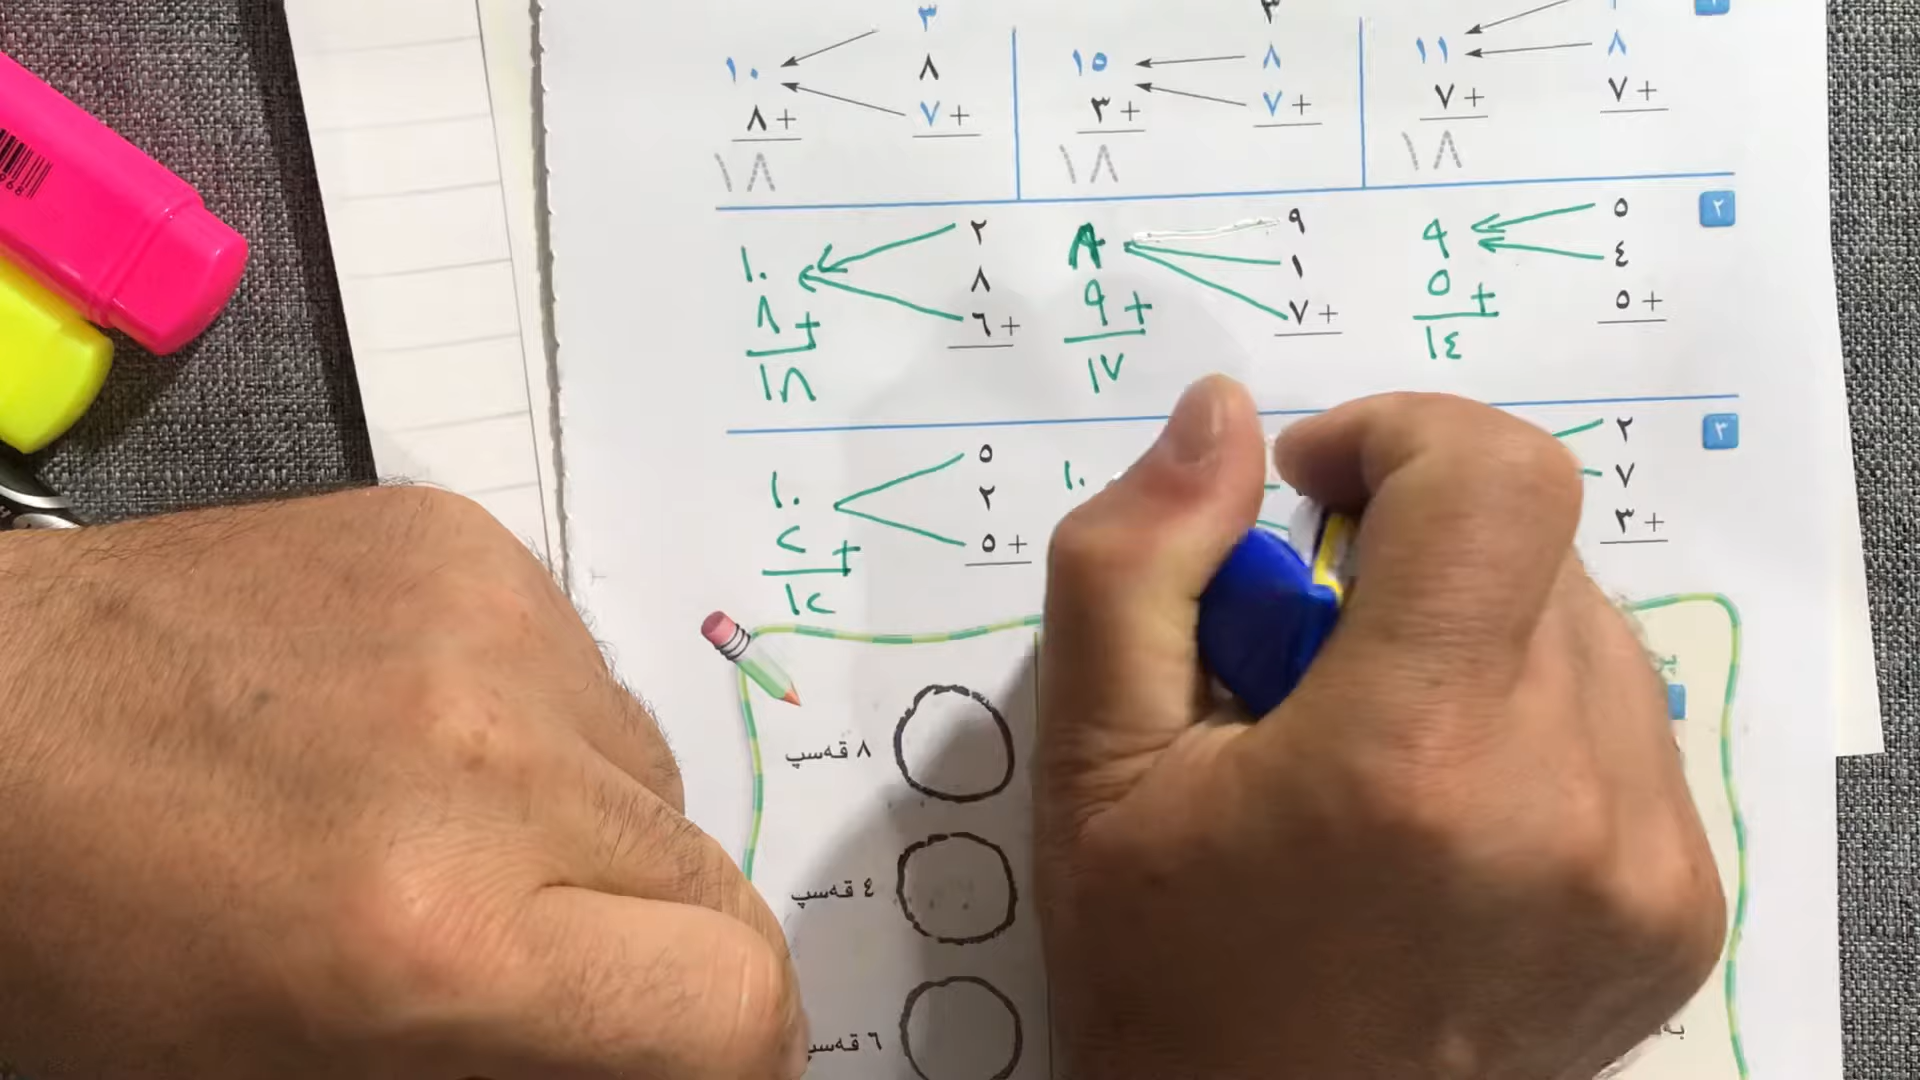 ١٠ ٣ ١٥ ٣ ١١
٨ ٨ ٨
٨ + ٧ + ٣ + ٧ + ٧ + ٧ +
١٨ ١٨ ١٨
١٠ ٢ ٨ ٩ ٩ ٥ ٢
٨ + ٨ ٩ + ١ ٥ + ٤
٦ + ٧ + ٥ +
١٨ ١٧ ١٤
١٠ ٥ ١٠ ٢ ٣
٢ + ٢ ٧
٥ + ٣ +
١٢
٨ قەسپ
٤ قەسپ
٦ قەسپ